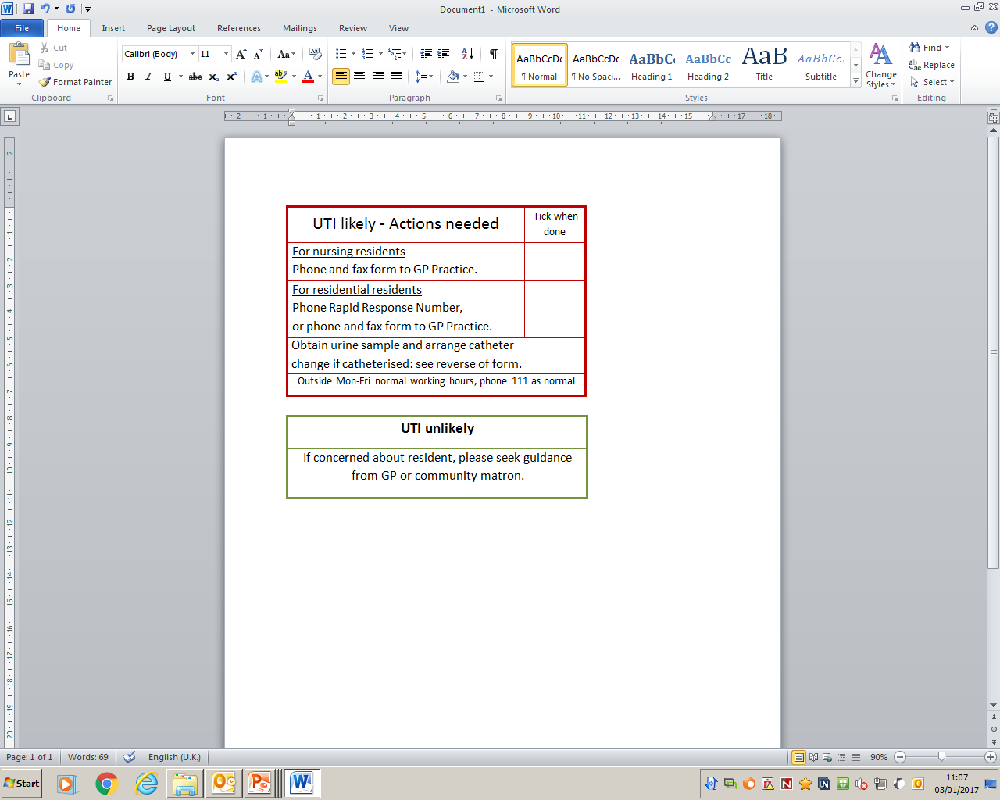 Document1 - Microsoft Word
File Home Insert Page Layout References Mailings Review View
Paste
Cut
Copy
Format Painter
Clipboard
Calibri (Body) 11
Font
Paragraph
AaBbCcDc AaBbCcDc AaBbCc AaBbCc AaB AaBbCc.
¶ Normal ¶ No Spaci... Heading 1 Heading 2 Title Subtitle
Change Styles
Styles
Find
Replace
Select
Editing
UTI likely - Actions needed
Tick when
done
For nursing residents
Phone and fax form to GP Practice.
For residential residents
Phone Rapid Response Number,
or phone and fax form to GP Practice.
Obtain urine sample and arrange catheter
change if catheterised: see reverse of form.
Outside Mon-Fri normal working hours, phone 111 as normal
UTI unlikely
If concerned about resident, please seek guidance
from GP or community matron.
Page: 1 of 1 Words: 69 English (U.K.) 90%
Start
11:07
03/01/2017